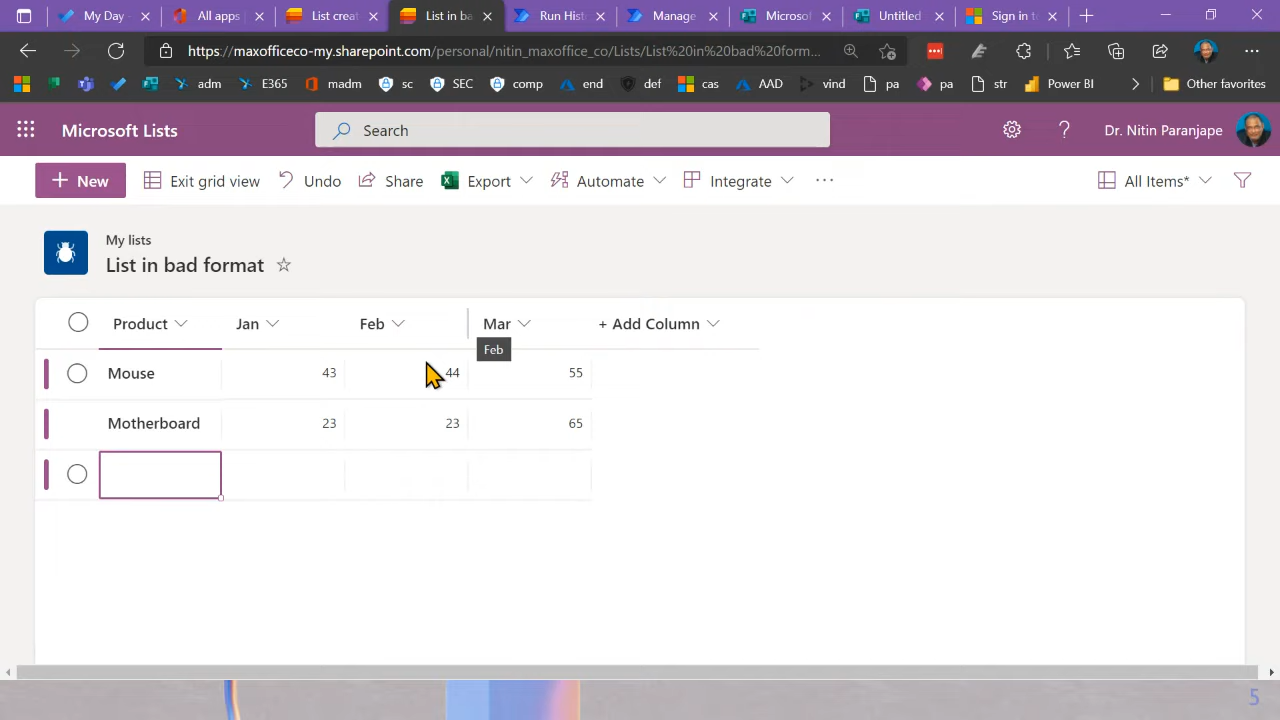 My Day
All apps
List crea
List in ba
Run Hist
Manage
Microsof
Untitled
Sign in to
https://maxofficeco-my.sharepoint.com/personal/nitin_maxoffice_co/Lists/List%20in%20bad%20form...
adm
E365
madm
sc
SEC
comp
end
def
cas
AAD
vind
pa
pa
str
Power BI
Other favorites
Microsoft Lists
Search
Dr. Nitin Paranjape
+ New
Exit grid view
Undo
Share
Export
Automate
Integrate
...
All Items*
My lists
List in bad format
Product Jan Feb Mar + Add Column
Feb
Mouse 43 44 55
Motherboard 23 23 65
5